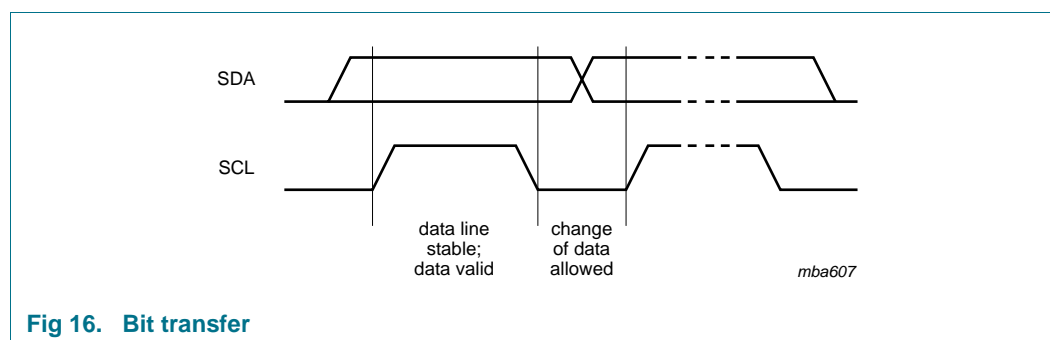 SDA
SCL
data line
stable;
data valid
change
of data
allowed
mba607
Fig 16. Bit transfer